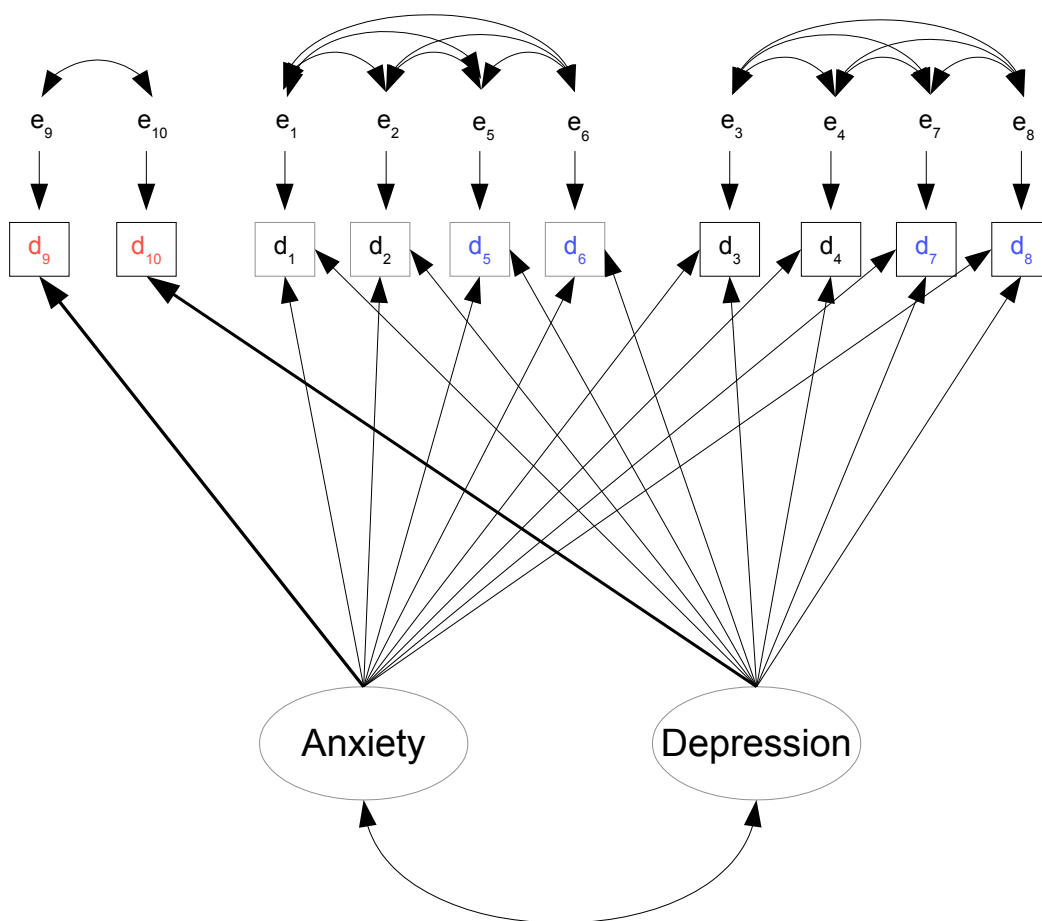 e₉ e₁₀ e₁ e₂ e₅ e₆ e₃ e₄ e₇ e₈
d₉ d₁₀ d₁ d₂ d₅ d₆ d₃ d₄ d₇ d₈
Anxiety Depression